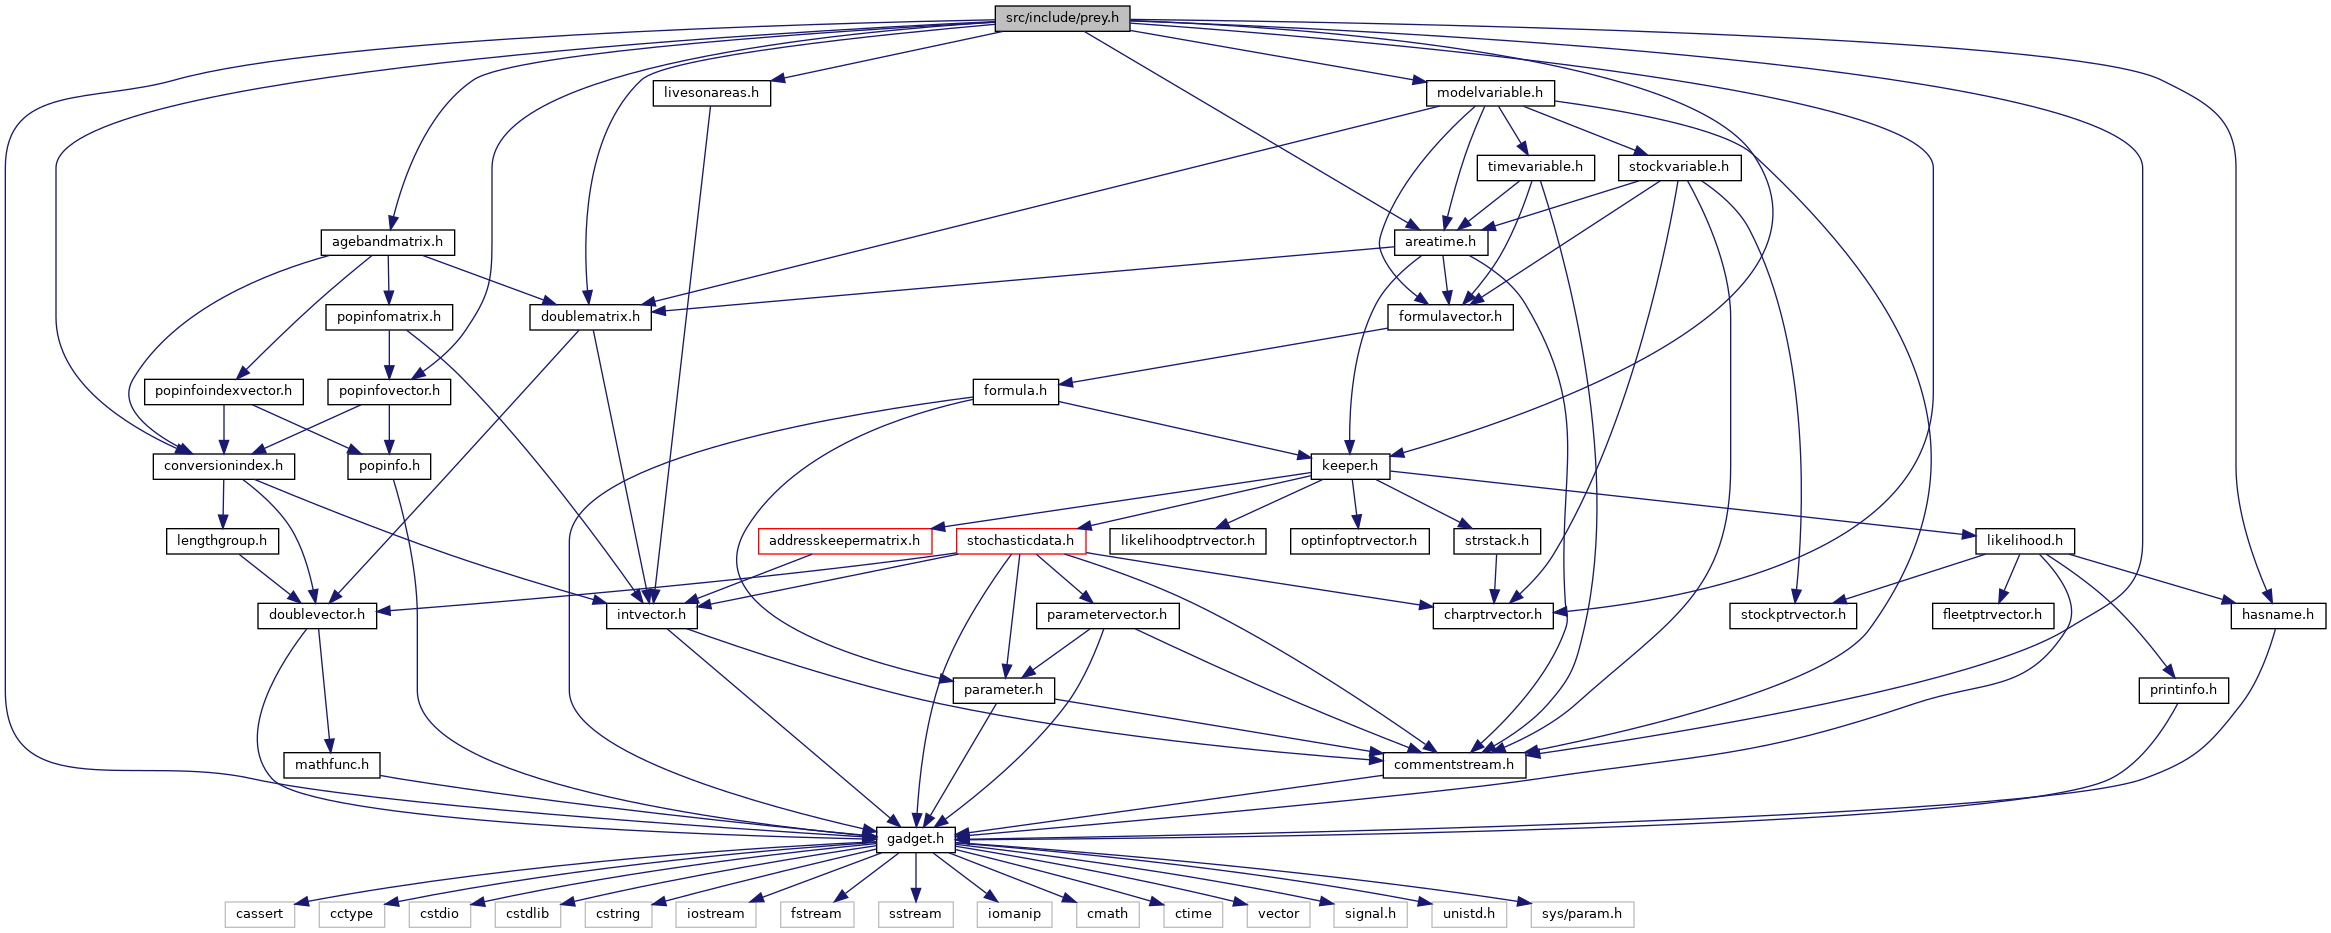 src/include/prey.h
livesonareas.h
modelvariable.h
timevariable.h
stockvariable.h
agebandmatrix.h
areatime.h
popinfomatrix.h
doublematrix.h
formulavector.h
popinfoindexvector.h
popinfovector.h
formula.h
conversionindex.h
popinfo.h
keeper.h
lengthgroup.h
addresskeepermatrix.h
stochasticdata.h
likelihoodptrvector.h
optinfoptrvector.h
strstack.h
likelihood.h
doublevector.h
intvector.h
parametervector.h
charptrvector.h
stockptrvector.h
fleetptrvector.h
hasname.h
parameter.h
printinfo.h
mathfunc.h
commentstream.h
gadget.h
cassert
cctype
cstdio
cstdlib
cstring
iostream
fstream
sstream
iomanip
cmath
ctime
vector
signal.h
unistd.h
sys/param.h